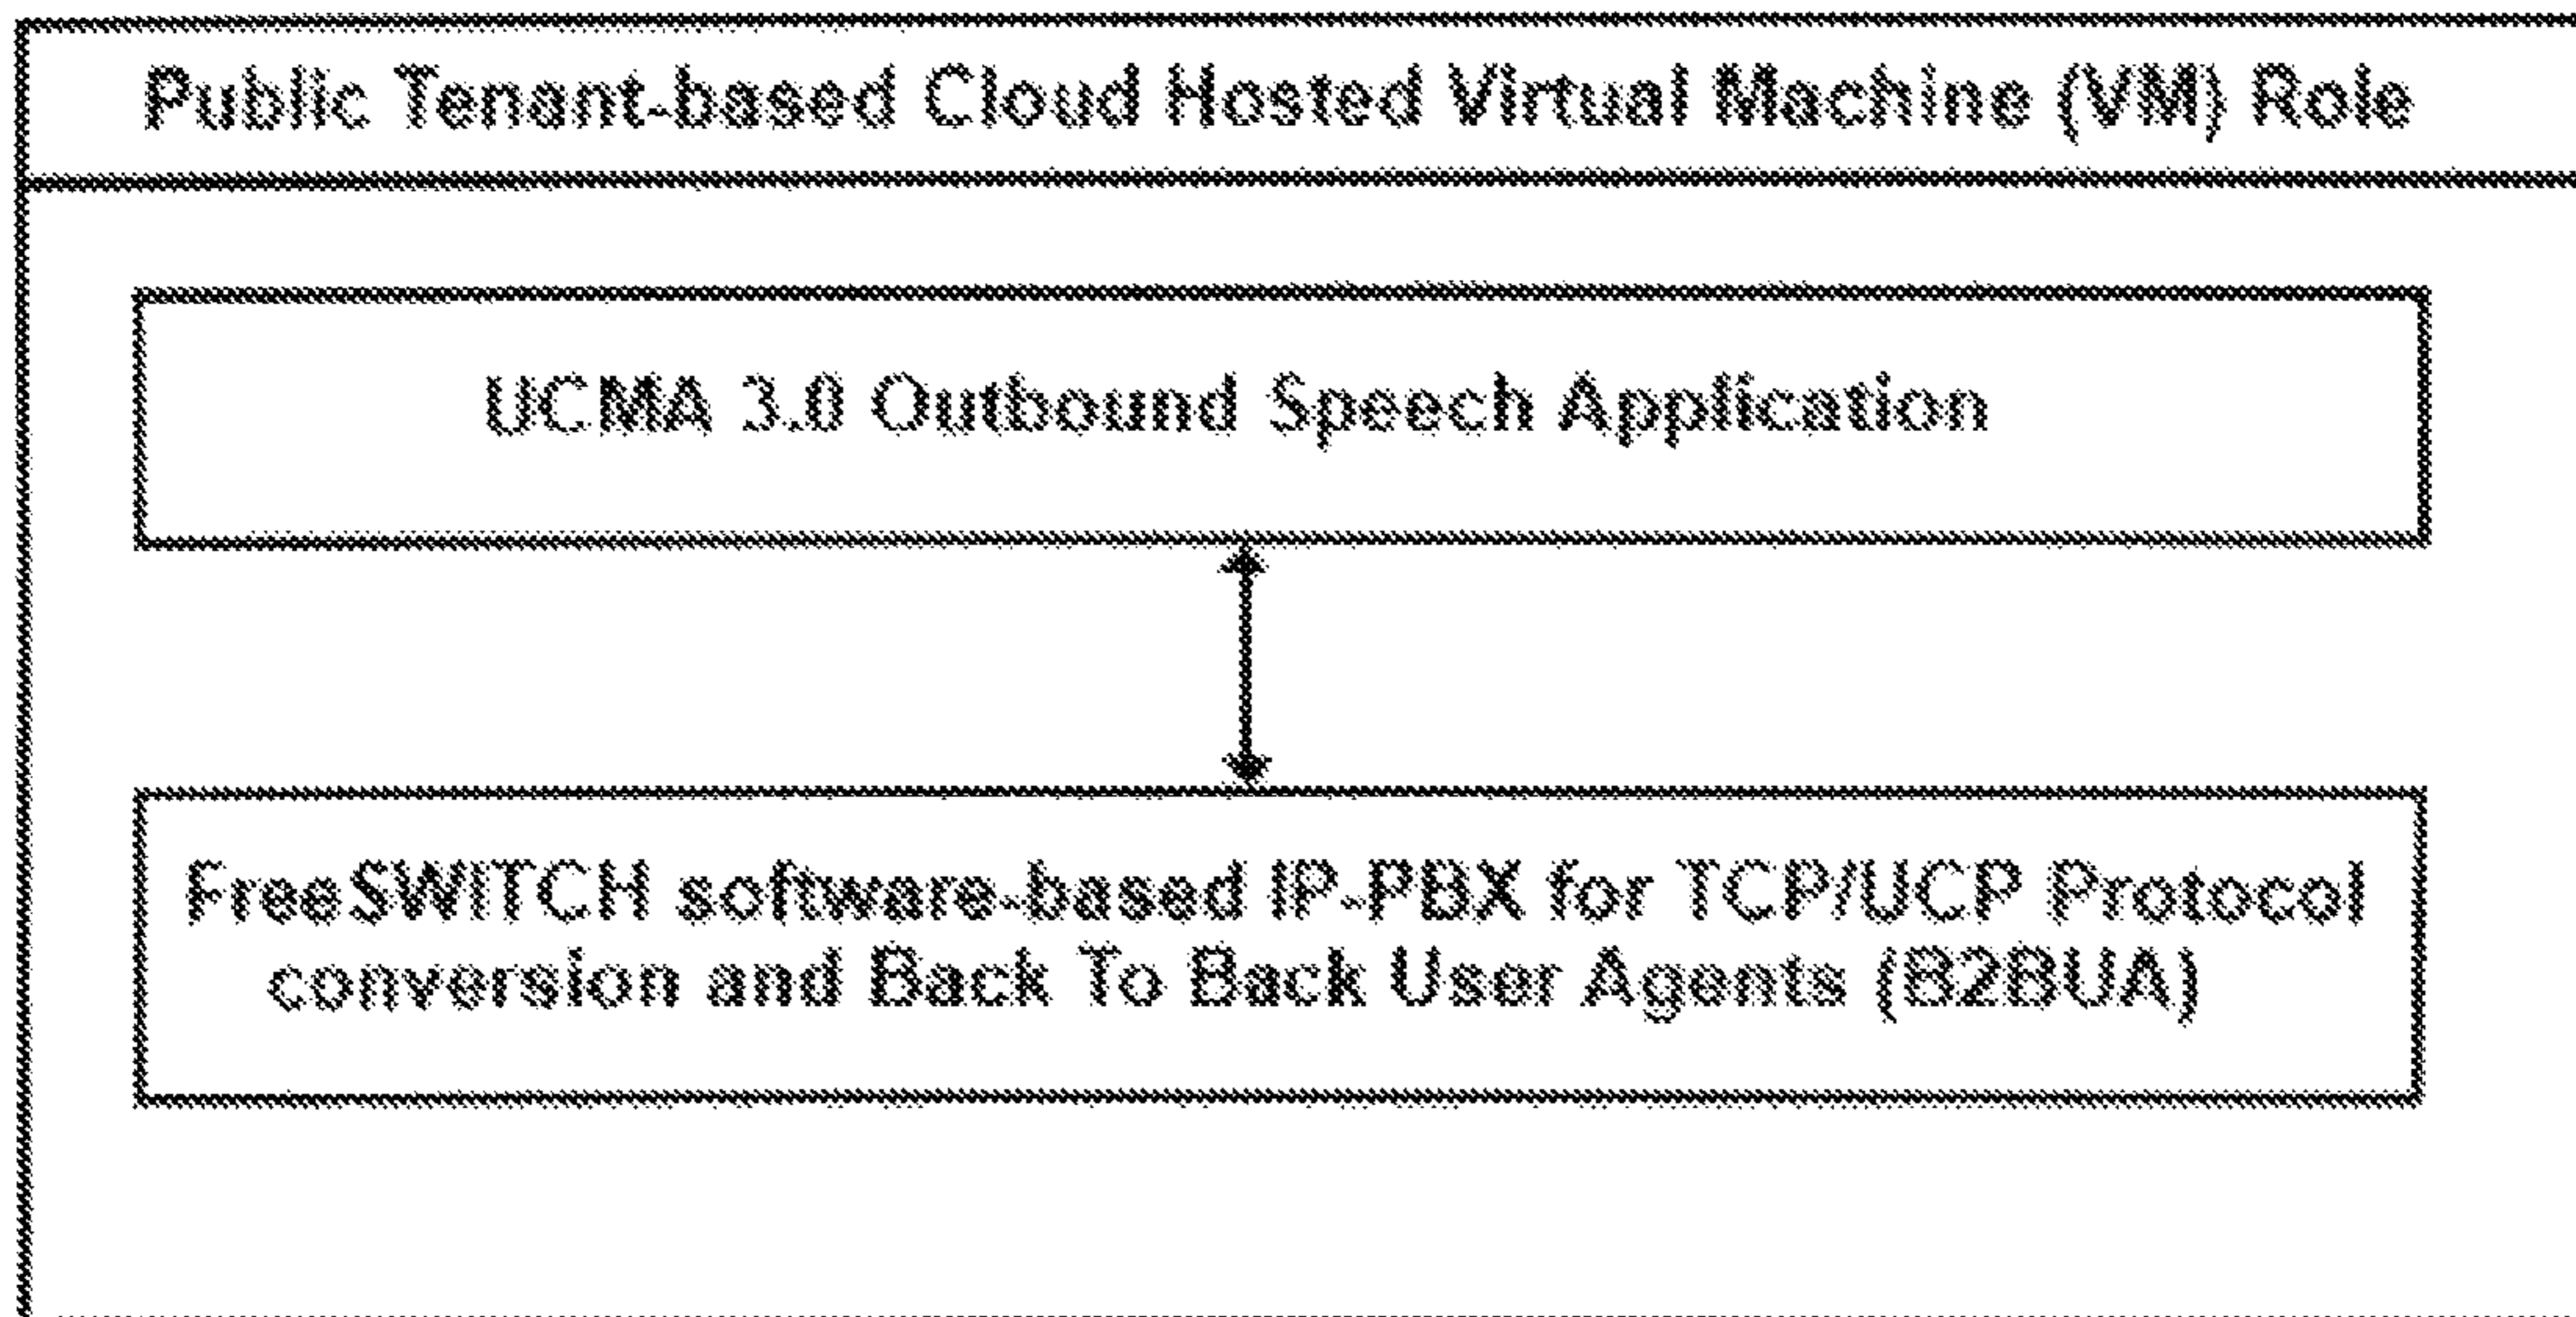 Public Tenant-based Cloud Hosted Virtual Machine (VM) Role
UCMA 3.0 Outbound Speech Application
FreeSWITCH software-based IP-PBX for TCP/UCP Protocol
conversion and Back To Back User Agents (B2BUA)